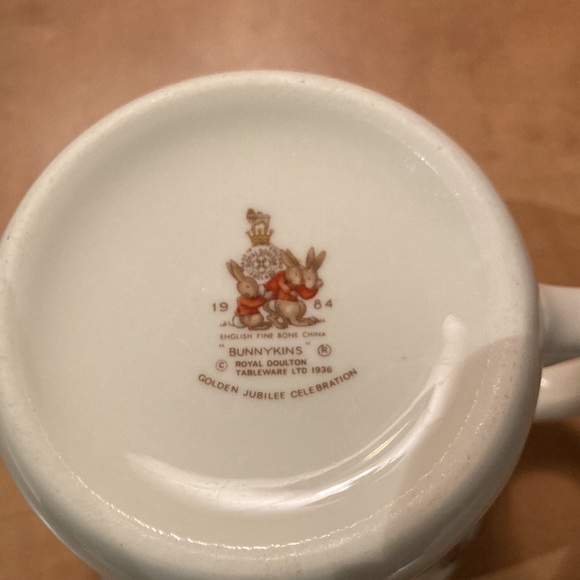 19 84
ENGLISH FINE BONE CHINA
"BUNNYKINS" ®
© ROYAL DOULTON
TABLEWARE LTD 1936
GOLDEN JUBILEE CELEBRATION